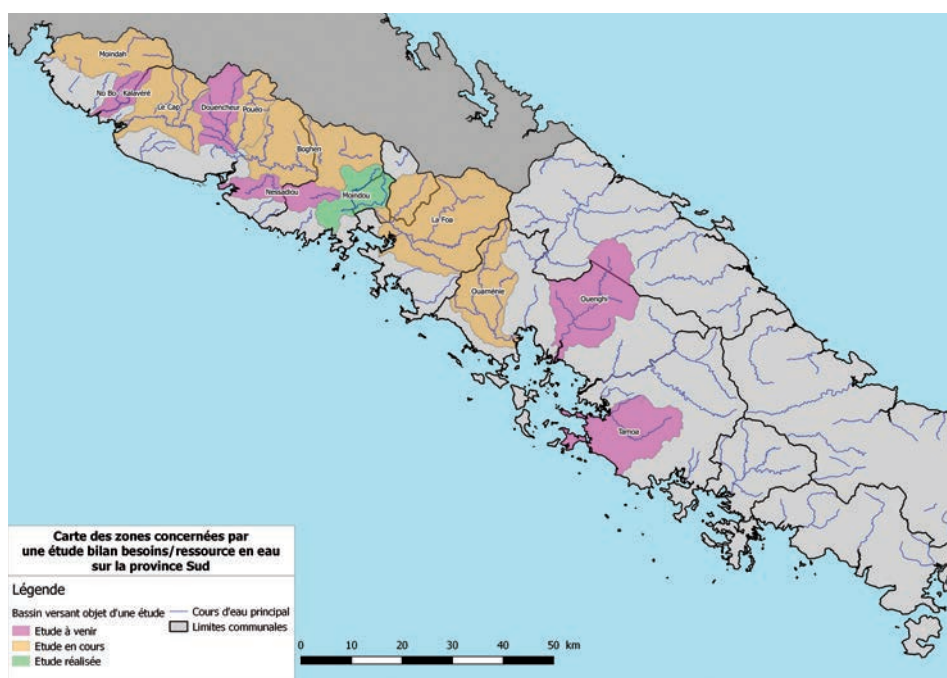 Moindah
No Bo
Kalavéré
Le Cap
Douencheur
Pouéo
Boghen
Nessadiou
Moindou
La Foa
Ouaménie
Ouenghi
Tamoa
Carte des zones concernées par
une étude bilan besoins/ressource en eau
sur la province Sud
Légende
Bassin versant objet d'une étude
Etude à venir
Etude en cours
Etude réalisée
Cours d'eau principal
Limites communales
0 10 20 30 40 50 km